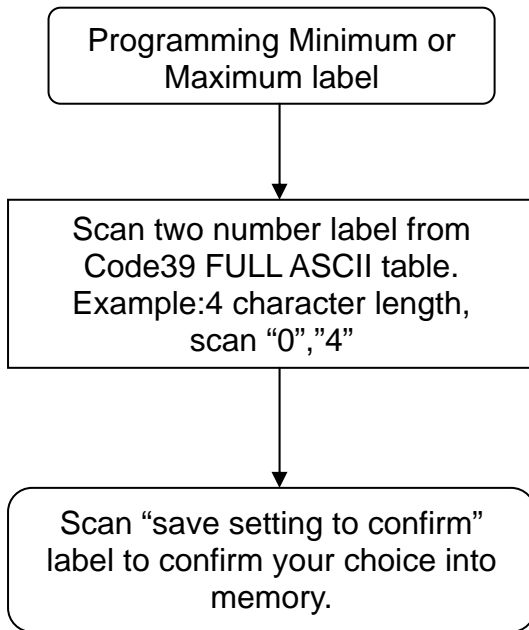 Programming Minimum or
Maximum label
Scan two number label from
Code39 FULL ASCII table.
Example:4 character length,
scan “0”,”4”
Scan “save setting to confirm”
label to confirm your choice into
memory.